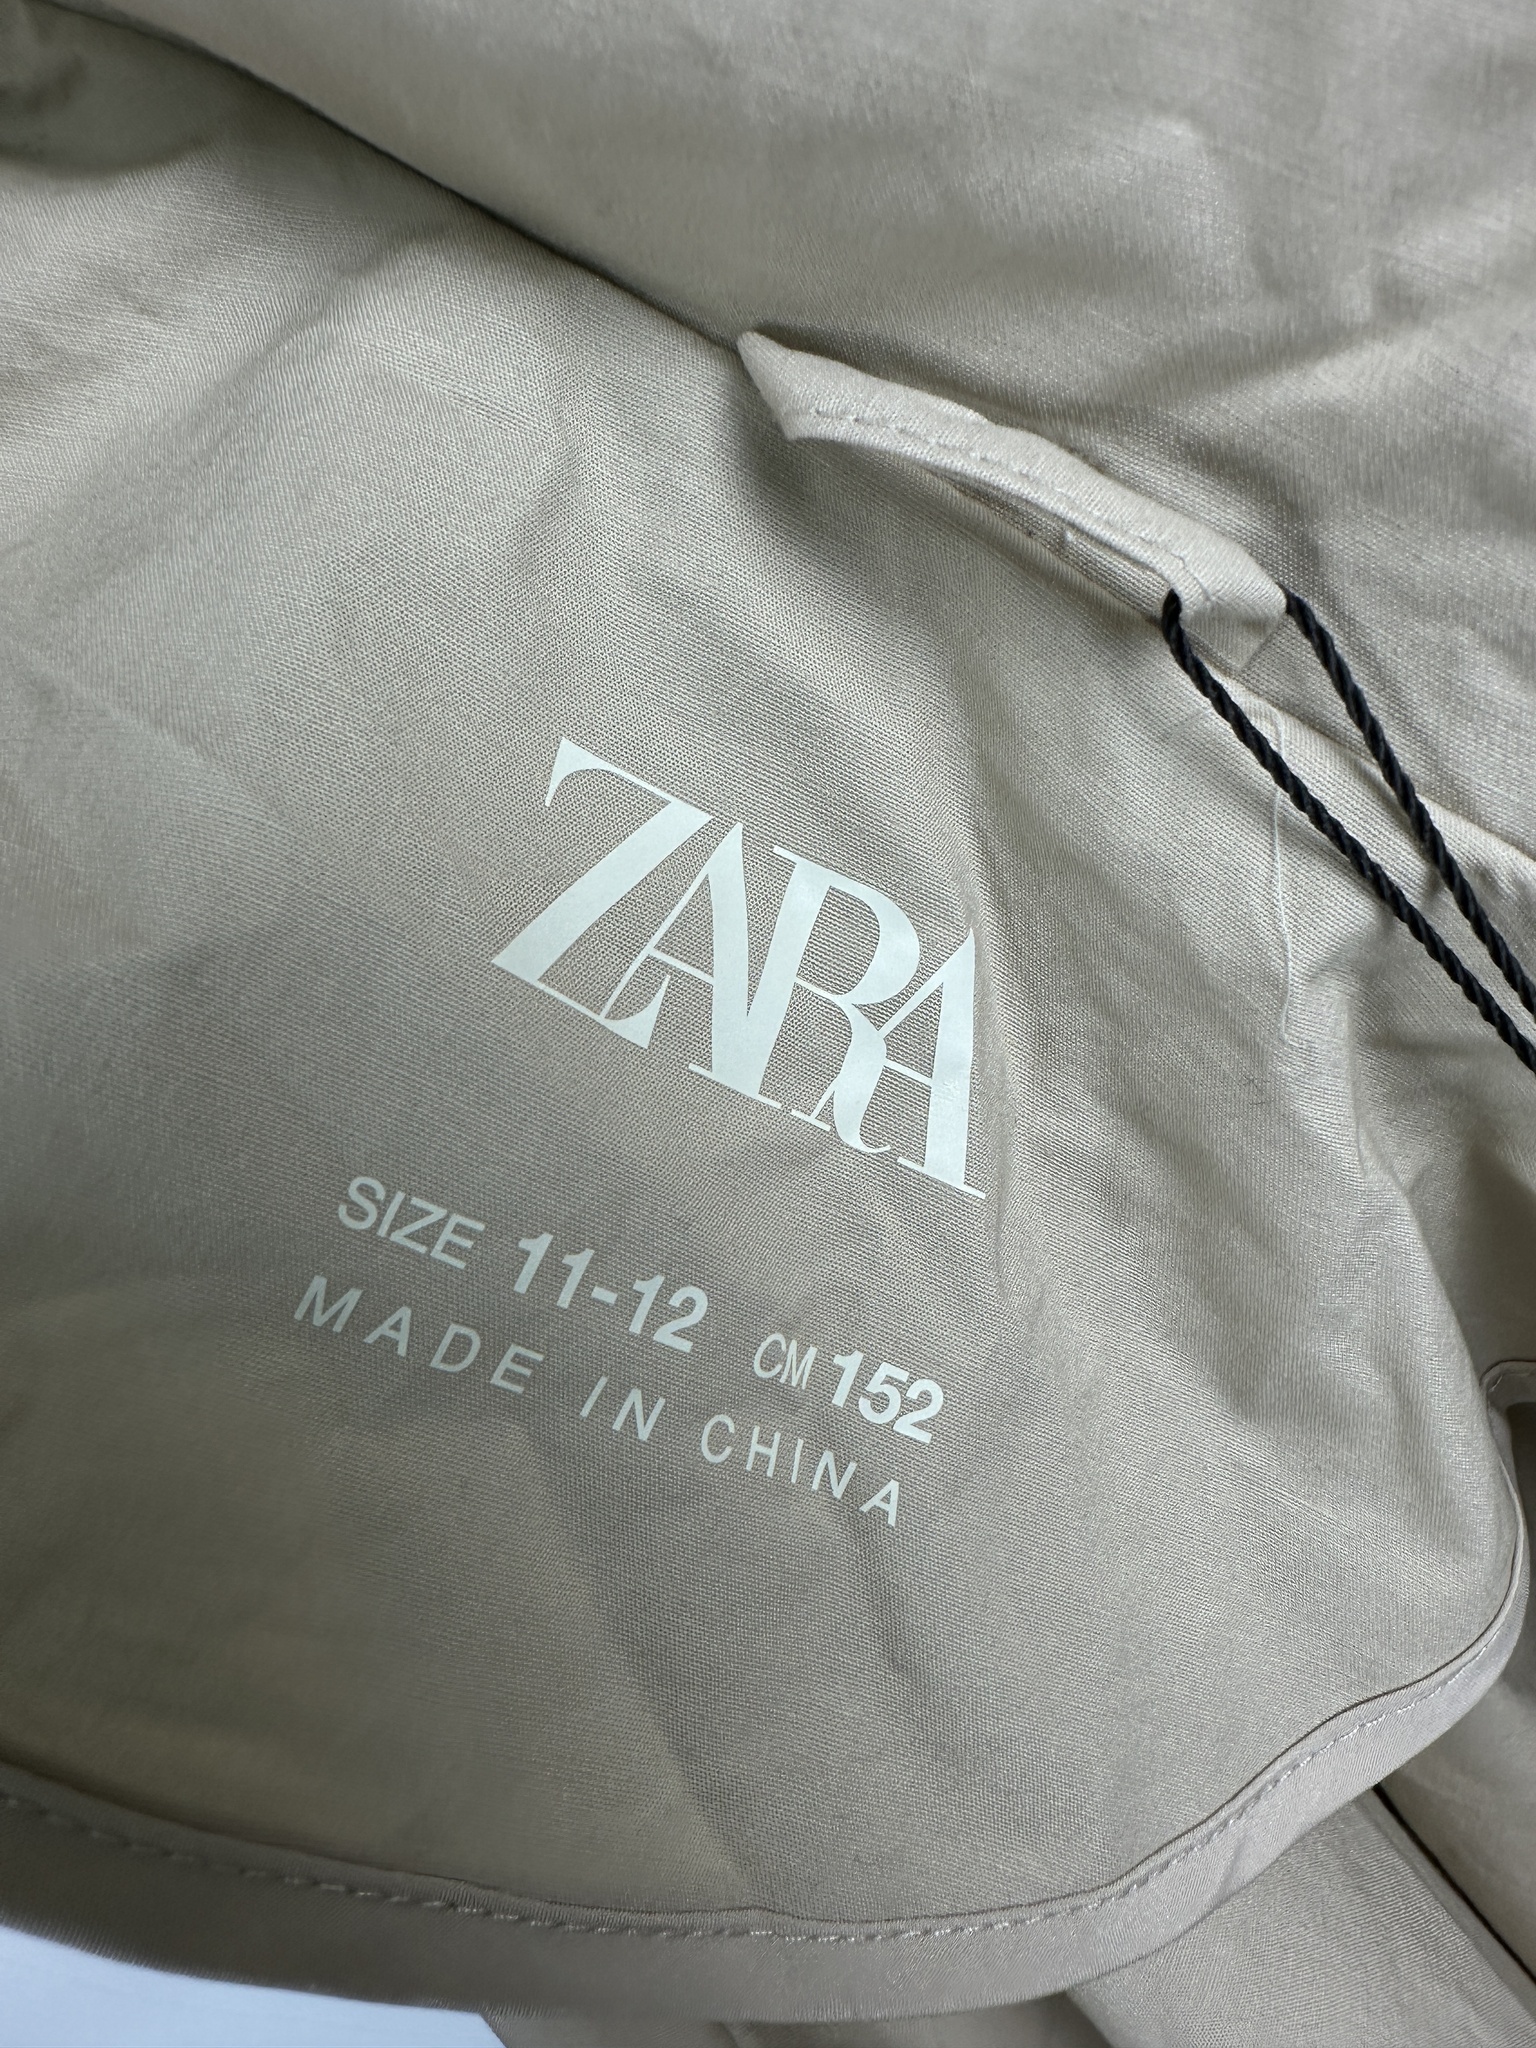 ZARA
SIZE 11-12 CM 152
MADE IN CHINA